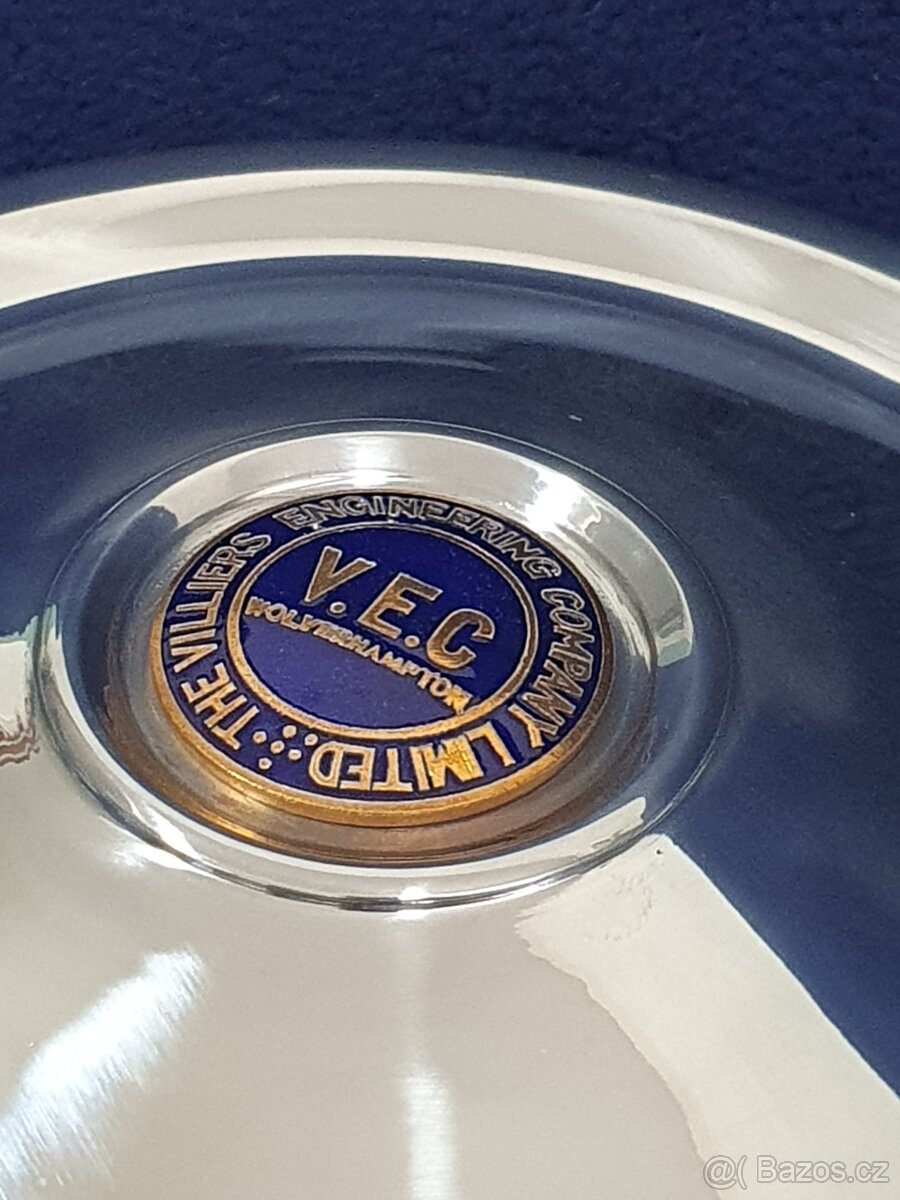 THE VILLIERS ENGINEERING COMPANY LIMITED
V.E.C
WOLVERHAMPTON
@( Bazos.cz